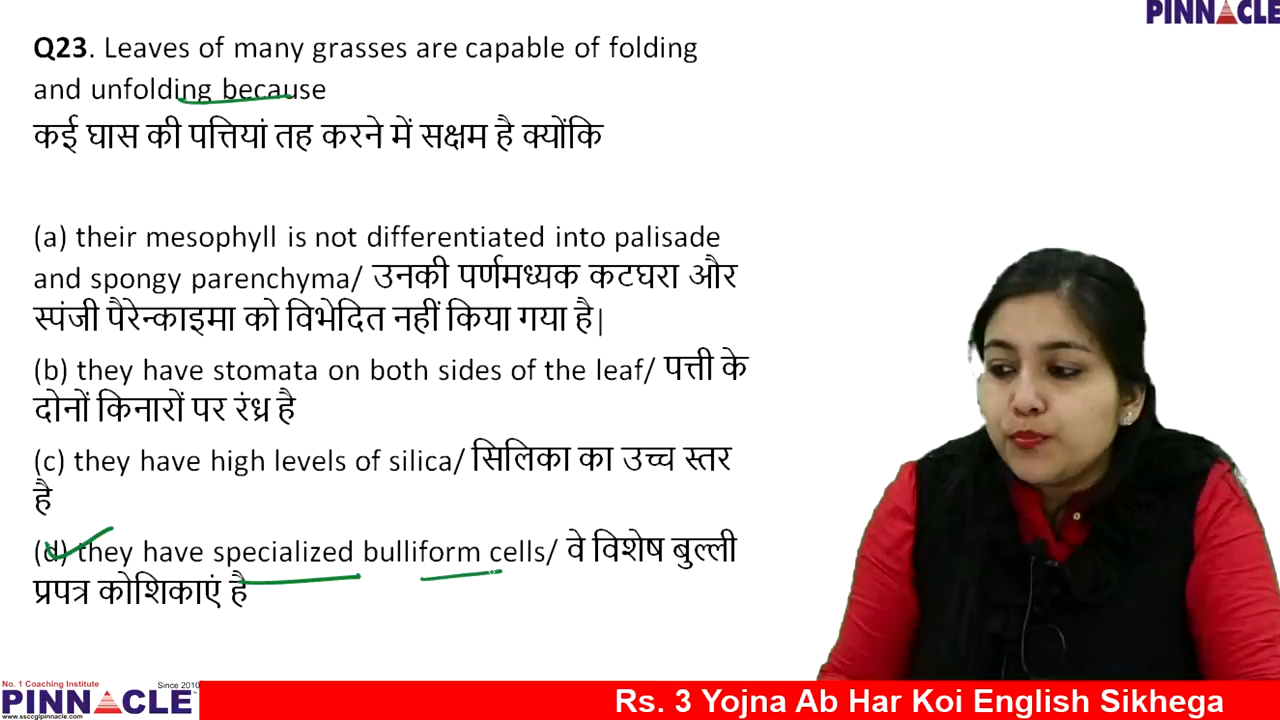 PINNACLE
Q23. Leaves of many grasses are capable of folding
and unfolding because
कई घास की पत्तियां तह करने में सक्षम है क्योंकि
(a) their mesophyll is not differentiated into palisade
and spongy parenchyma/ उनकी पर्णमध्यक कटघरा और
स्पंजी पैरेन्काइमा को विभेदित नहीं किया गया है|
(b) they have stomata on both sides of the leaf/ पत्ती के
दोनों किनारों पर रंध्र है
(c) they have high levels of silica/ सिलिका का उच्च स्तर
है
(d) they have specialized bulliform cells/ वे विशेष बुल्ली
प्रपत्र कोशिकाएं है
No. 1 Coaching Institute
Since 2010
PINNACLE
www.ssccglpinnacle.com
Rs. 3 Yojna Ab Har Koi English Sikhega